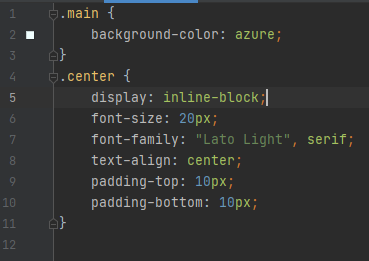 1 .main {
2 background-color: azure;
3 }
4 .center {
5 display: inline-block;
6 font-size: 20px;
7 font-family: "Lato Light", serif;
8 text-align: center;
9 padding-top: 10px;
10 padding-bottom: 10px;
11 }
12